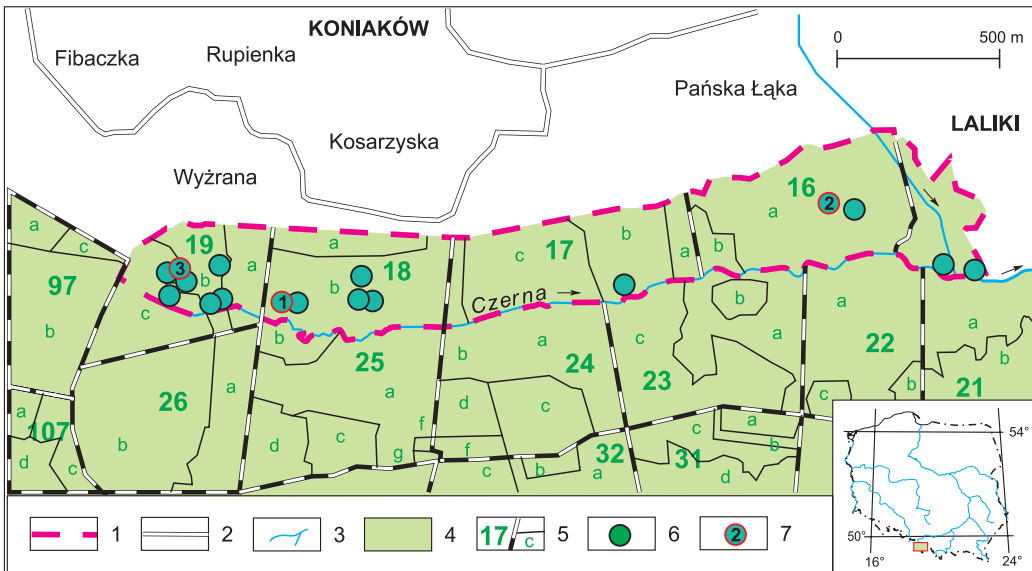 KONIAKÓW
0 500 m
Fibaczka
Rupienka
Pańska Łąka
LALIKI
Kosarzyska
Wyźrana
16
2
a
a
c
19
3
b
a
a
18
b
1
c
17
b
a
b
97
b
c
Czerna
b
25
a
b
24
a
c
23
a
b
a
22
a
b
21
26
a
b
a
107
d
c
d
c
g
f
f
d
c
c
b
a
32
c
31
a
b
d
c
b
54°
50°
16°
24°
1
2
3
4
17
c
5
6
2
7